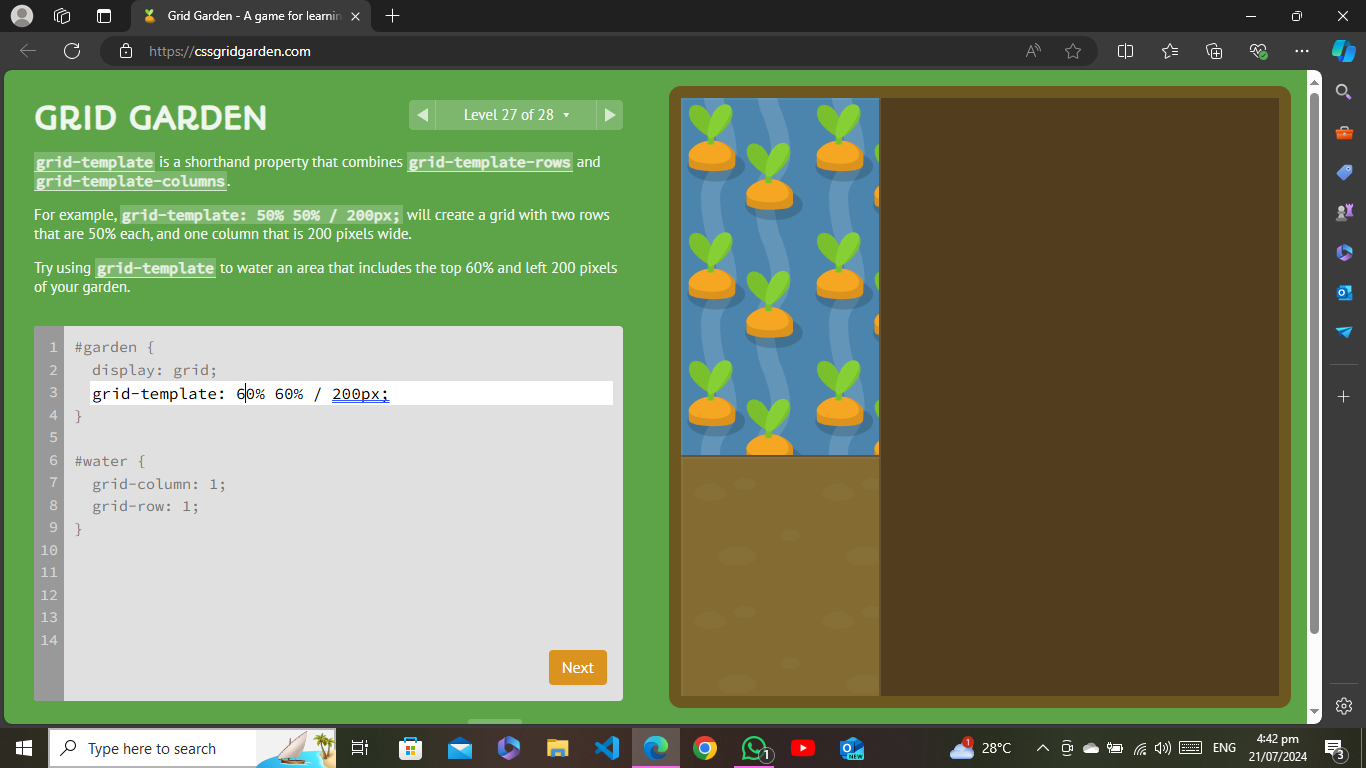 Grid Garden - A game for learnin
https://cssgridgarden.com
GRID GARDEN
Level 27 of 28
grid-template is a shorthand property that combines grid-template-rows and
grid-template-columns.
For example, grid-template: 50% 50% / 200px; will create a grid with two rows
that are 50% each, and one column that is 200 pixels wide.
Try using grid-template to water an area that includes the top 60% and left 200 pixels
of your garden.
1 #garden {
2 display: grid;
3 grid-template: 60% 60% / 200px;
4 }
5
6 #water {
7 grid-column: 1;
8 grid-row: 1;
9 }
10
11
12
13
14
Next
Type here to search
1
NEW
1
28°C
ENG
4:42 pm
21/07/2024
3